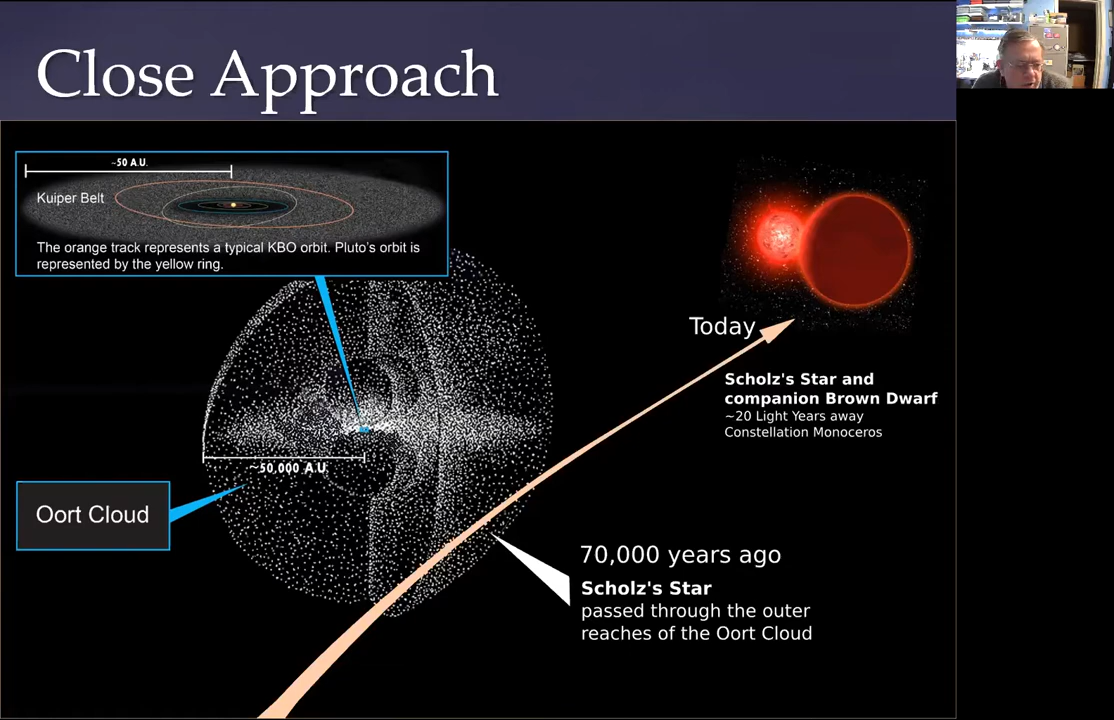 Close Approach
~50 A.U.
Kuiper Belt
The orange track represents a typical KBO orbit. Pluto's orbit is
represented by the yellow ring.
Today
Scholz's Star and
companion Brown Dwarf
~20 Light Years away
Constellation Monoceros
~50,000 A.U.
Oort Cloud
70,000 years ago
Scholz's Star
passed through the outer
reaches of the Oort Cloud